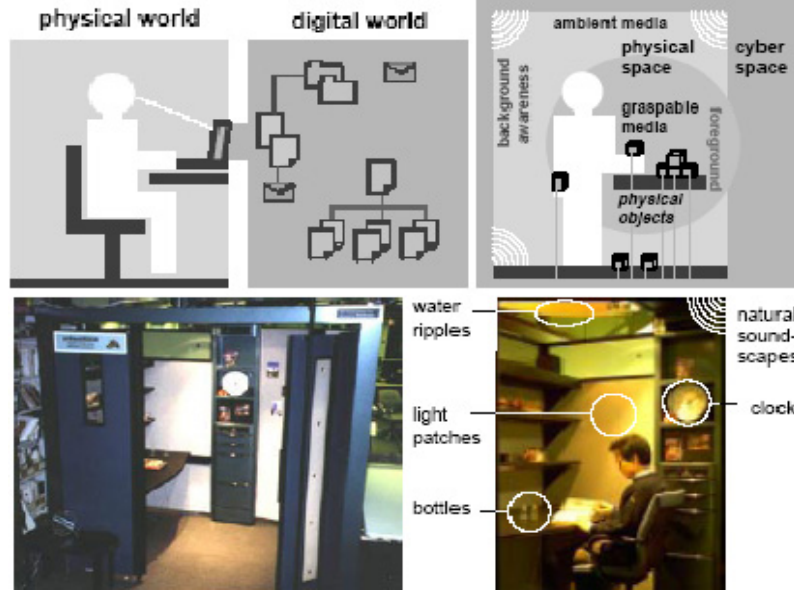 physical world
digital world
ambient media
physical
space
cyber
space
background
awareness
graspable
media
foreground
physical
objects
water
ripples
natural
sound-
scapes
light
patches
clock
bottles